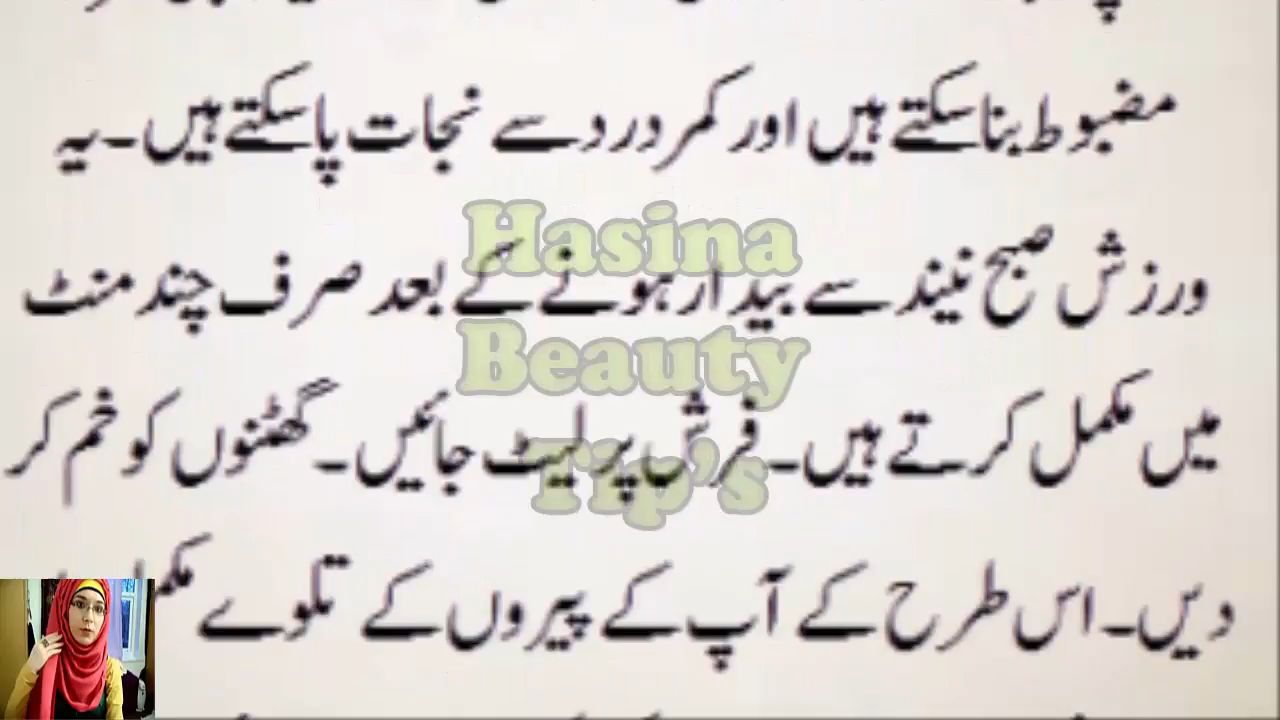 مضبوط بنا سکتے ہیں اور کمر درد سے نجات پا سکتے ہیں۔ یہ
ورزش صبح نیند سے بیدار ہونے کے بعد صرف چند منٹ
میں مکمل کرتے ہیں۔ فرش پر لیٹ جائیں۔ گھٹنوں کو خم کر
دیں۔ اس طرح کے آپ کے پیروں کے تلوے
Hasina
Beauty
Tip's